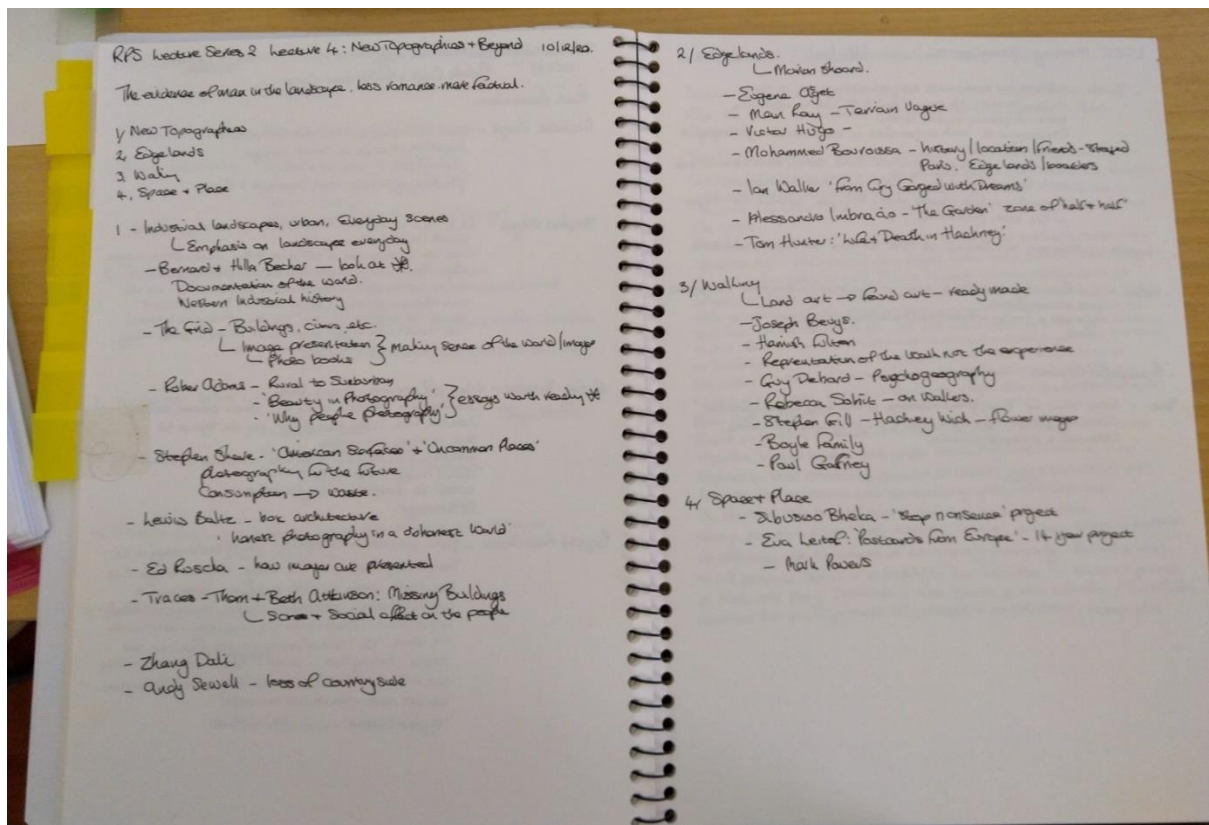 RPS Lecture Series 2 Lecture 4: New Topographics + Beyond 10/12/20.
The evidence of man in the landscape, less romance more factual.
1/ New Topographics
2, Edgelands
3, Walking
4, Space + Place
1 - Industrial landscapes, urban, Everyday scenes
Emphasis on landscape everyday
- Bernard + Hilla Becher — look at
Documentation of the world.
Western Industrial history
- The Grid - Buildings, etc.
Image presentation } making sense of the world/images
Photo books
- Rober Adams - Rural to Suburban
- 'Beauty in Photography', } essays worth reading
- 'Why people photography'
- Stephen Shore - 'American Surfaces' + 'Uncommon Places'
photography for the future
Consumption → waste.
- Lewis Baltz - box architecture
' honest photography in a dishonest world'
- Ed Ruscha - how images are presented
- Traces - Thom + Beth Atkinson: Missing Buildings
Scars + Social affect on the people
- Zhang Dali
- Andy Sewell - loss of countryside
2/ Edgelands.
Marion Shoard.
- Eugene Atget
- Man Ray - Terrain Vague
- Victor Hugo -
- Mohammed Bourouissa - history/location/friends - staged
Paris, Edgelands/boarders
- Ian Walker 'from City Gorged with Dreams'
- Alessandro Imbriaco - 'The Garden' zone of 'half + half'
- Tom Hunter: 'Life + Death in Hackney.'
3/ Walking
Land art → found art - ready made
- Joseph Beuys.
- Hamish Fulton
- Representation of the walk not the experience
- Guy Debord - Psychogeography
- Rebecca Solnit - on walkers.
- Stephen Gill - Hackney Wick - flower images
- Boyle Family
- Paul Gaffney
4, Space + Place
- Sibusiso Bheka - 'Stop nonsense' project
- Eva Leitolf: 'Postcards from Europe' - 14 year project
- Mark Powers